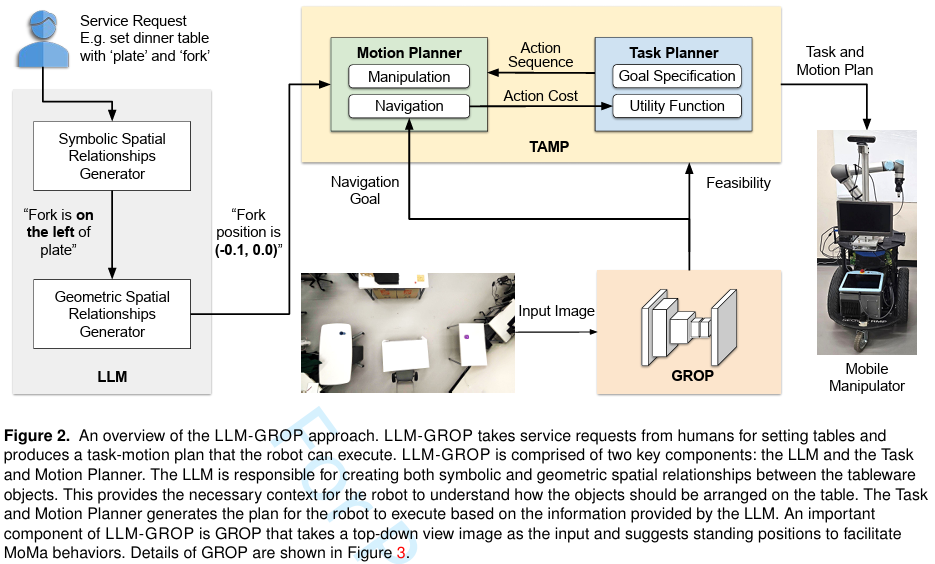 Service Request
E.g. set dinner table
with ‘plate’ and ‘fork’
Symbolic Spatial
Relationships
Generator
“Fork is on
the left of
plate”
Geometric Spatial
Relationships
Generator
LLM
“Fork
position is
(-0.1, 0.0)”
Motion Planner
Manipulation
Navigation
Action
Sequence
Action Cost
Task Planner
Goal Specification
Utility Function
TAMP
Task and
Motion Plan
Navigation
Goal
Feasibility
Input Image
GROP
Mobile
Manipulator
Figure 2. An overview of the LLM-GROP approach. LLM-GROP takes service requests from humans for setting tables and
produces a task-motion plan that the robot can execute. LLM-GROP is comprised of two key components: the LLM and the Task
and Motion Planner. The LLM is responsible for creating both symbolic and geometric spatial relationships between the tableware
objects. This provides the necessary context for the robot to understand how the objects should be arranged on the table. The Task
and Motion Planner generates the plan for the robot to execute based on the information provided by the LLM. An important
component of LLM-GROP is GROP that takes a top-down view image as the input and suggests standing positions to facilitate
MoMa behaviors. Details of GROP are shown in Figure 3.
For P